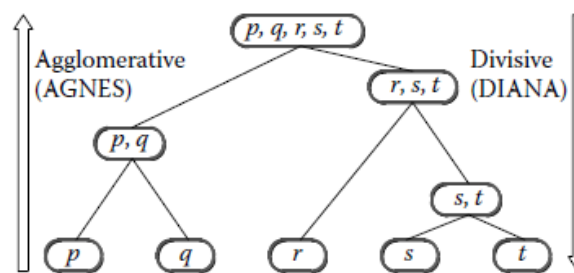 p, q, r, s, t
Agglomerative
(AGNES)
Divisive
(DIANA)
r, s, t
p, q
s, t
p
q
r
s
t